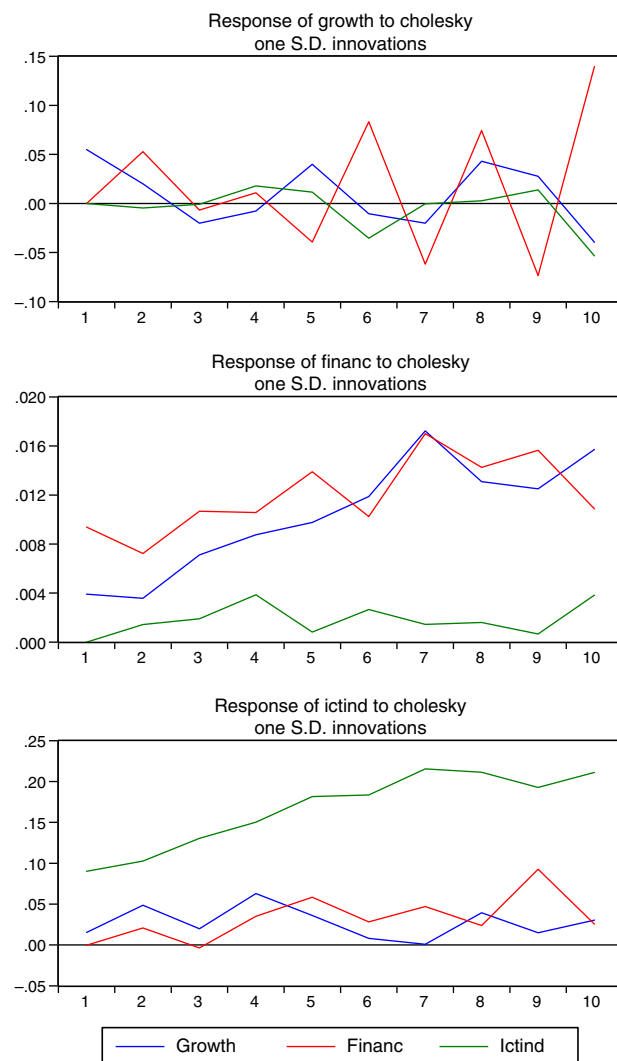 Response of growth to cholesky
one S.D. innovations
.15
.10
.05
.00
–.05
–.10
1 2 3 4 5 6 7 8 9 10
Response of financ to cholesky
one S.D. innovations
.020
.016
.012
.008
.004
.000
1 2 3 4 5 6 7 8 9 10
Response of ictind to cholesky
one S.D. innovations
.25
.20
.15
.10
.05
.00
–.05
1 2 3 4 5 6 7 8 9 10
Growth Financ Ictind